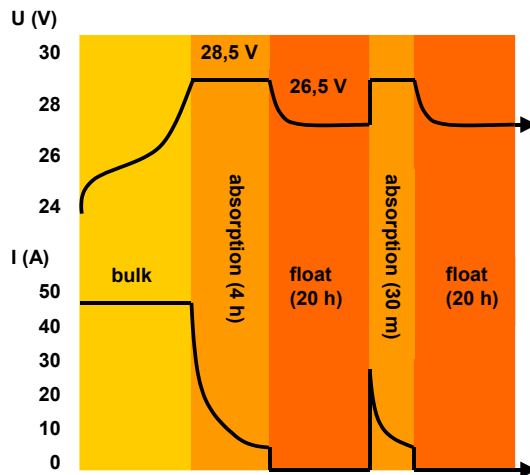 U (V)
30
28
26
24
28,5 V
26,5 V
I (A)
50
40
30
20
10
0
bulk
absorption (4 h)
float
(20 h)
absorption (30 m)
float
(20 h)